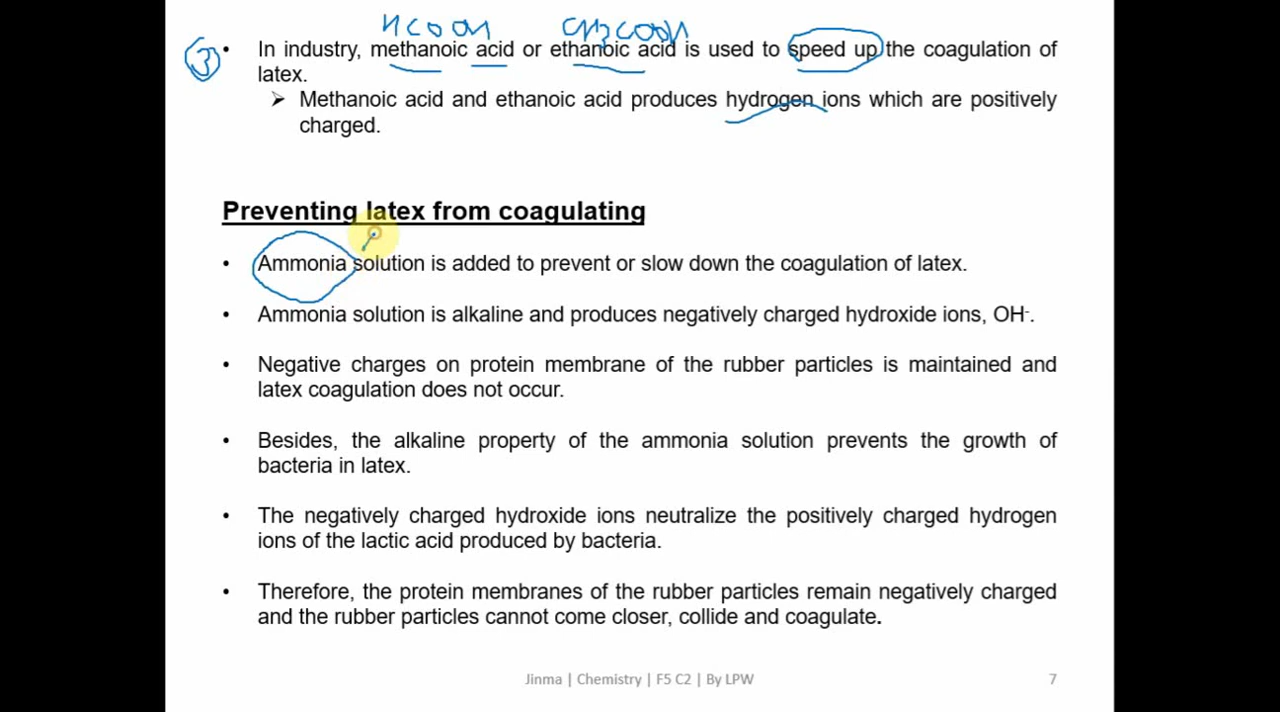 HCOOH CH3COOH
③ • In industry, methanoic acid or ethanoic acid is used to speed up the coagulation of
latex.
➢ Methanoic acid and ethanoic acid produces hydrogen ions which are positively
charged.
Preventing latex from coagulating
• Ammonia solution is added to prevent or slow down the coagulation of latex.
• Ammonia solution is alkaline and produces negatively charged hydroxide ions, OH⁻.
• Negative charges on protein membrane of the rubber particles is maintained and
latex coagulation does not occur.
• Besides, the alkaline property of the ammonia solution prevents the growth of
bacteria in latex.
• The negatively charged hydroxide ions neutralize the positively charged hydrogen
ions of the lactic acid produced by bacteria.
• Therefore, the protein membranes of the rubber particles remain negatively charged
and the rubber particles cannot come closer, collide and coagulate.
Jinma | Chemistry | F5 C2 | By LPW 7